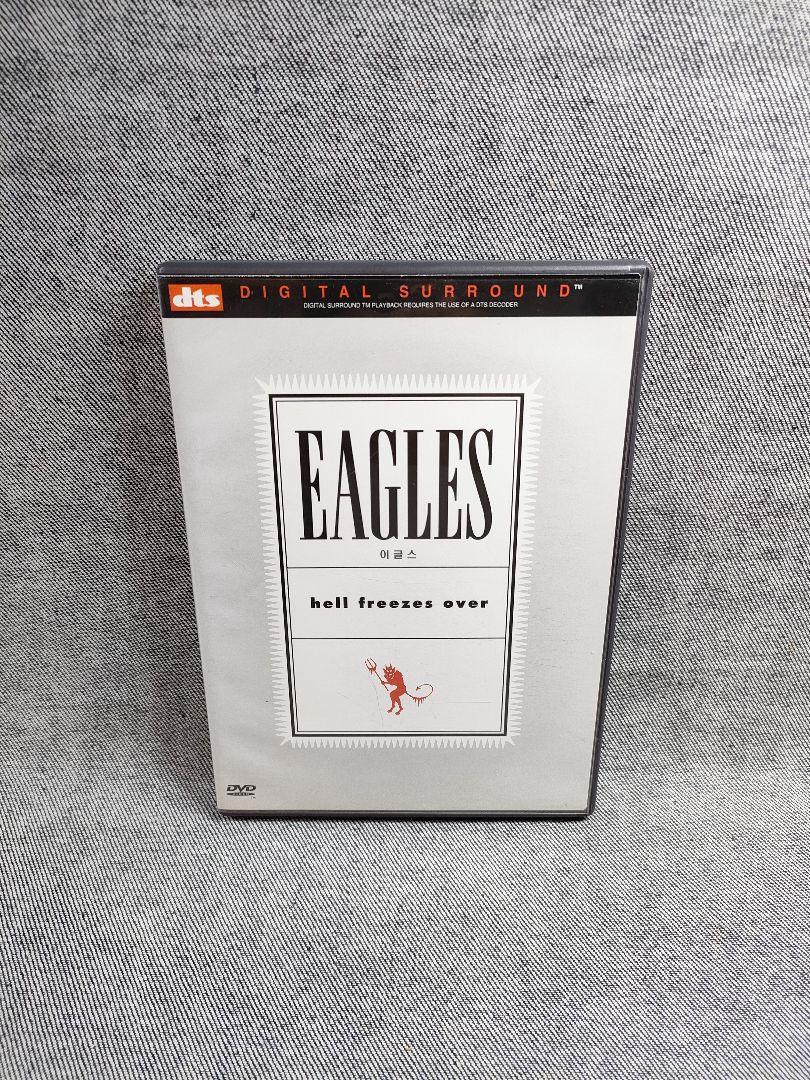 dts DIGITAL SURROUND™
DIGITAL SURROUND TM PLAYBACK REQUIRES THE USE OF A DTS DECODER
EAGLES
이글스
hell freezes over
DVD
VIDEO